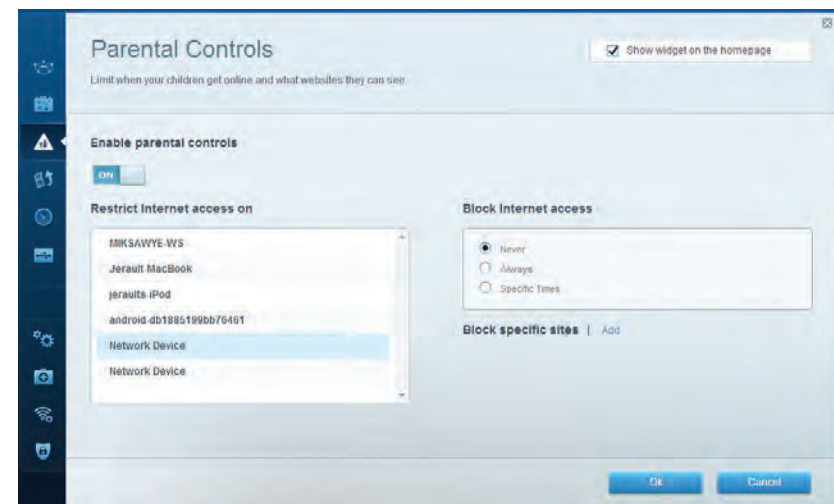 Parental Controls
Show widget on the homepage
Limit when your children get online and what websites they can see
Enable parental controls
ON
Restrict Internet access on
Block Internet access
MIKSAWYE-WS
Jerault-MacBook
jeraults-iPod
android-db1885199bb76461
Network Device
Network Device
Never
Always
Specific Times
Block specific sites | Add
Ok
Cancel